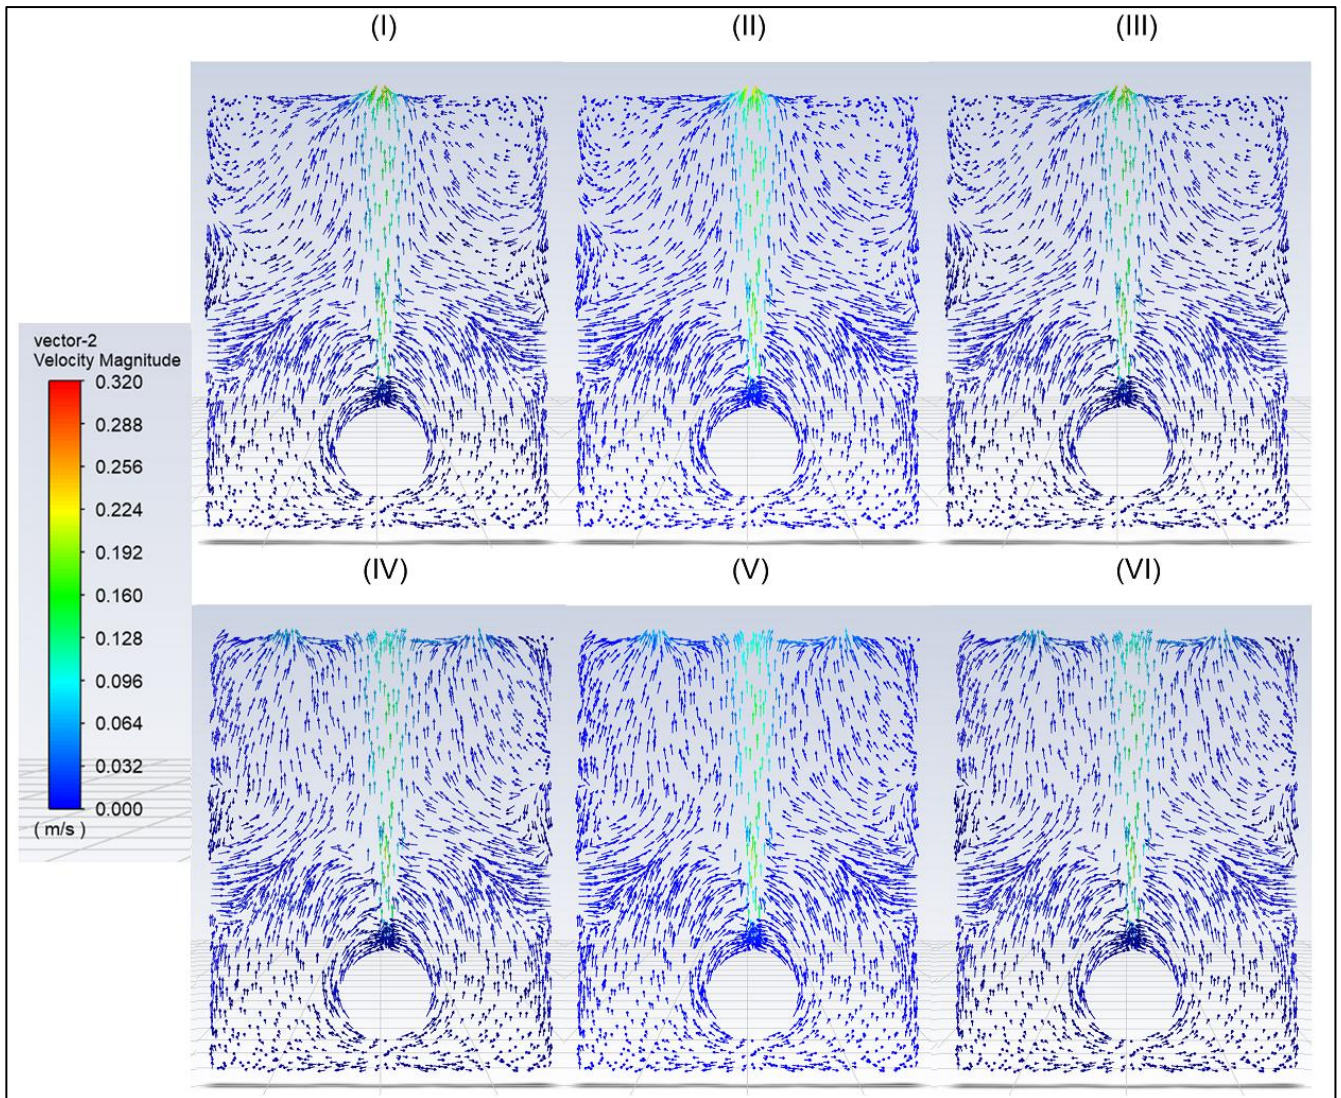 (I)
(II)
(III)
vector-2
Velocity Magnitude
0.320
0.288
0.256
0.224
0.192
0.160
0.128
0.096
0.064
0.032
0.000
( m/s )
(IV)
(V)
(VI)